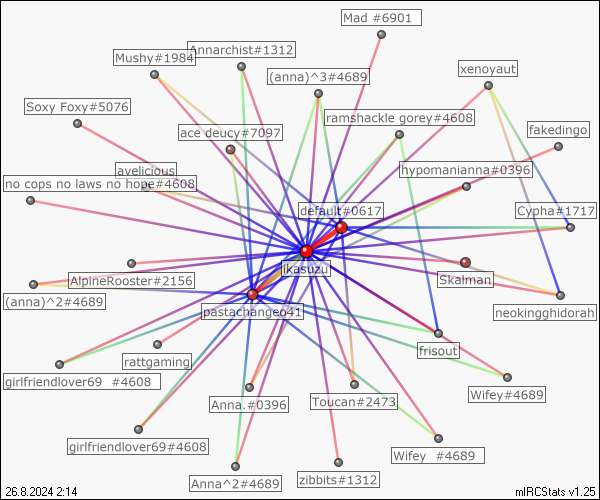 Mad #6901
Annarchist#1312
Mushy#1984
(anna)^3#4689
xenoyaut
Soxy Foxy#5076
ramshackle gorey#4608
ace deucy#7097
fakedingo
avelicious
hypomanianna#0396
no cops no laws no hope#4608
default#0617
Cypha#1717
ikasuzu
AlpineRooster#2156
Skalman
(anna)^2#4689
pastachangeo41
neokingghidorah
frisout
rattgaming
girlfriendlover69 #4608
Wifey#4689
Anna.#0396
Toucan#2473
girlfriendlover69#4608
Wifey #4689
Anna^2#4689
zibbits#1312
26.8.2024 2:14
mIRCStats v1.25